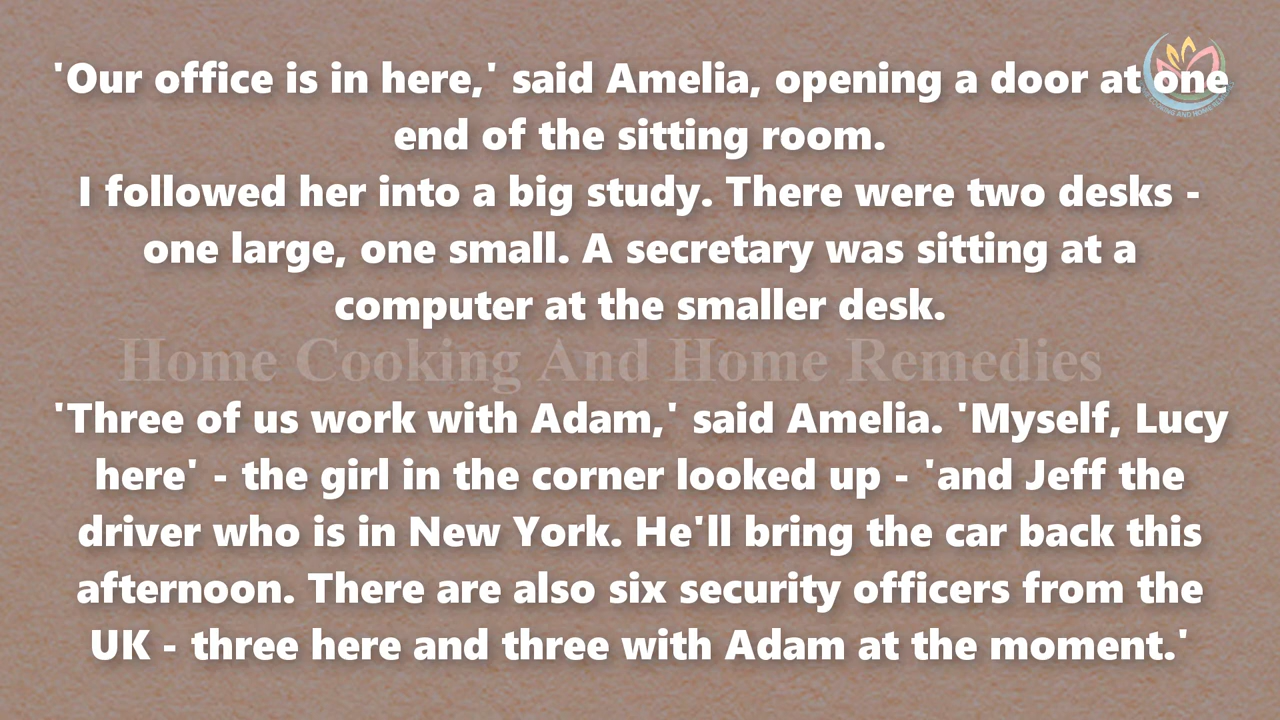 'Our office is in here,' said Amelia, opening a door at one
end of the sitting room.
I followed her into a big study. There were two desks -
one large, one small. A secretary was sitting at a
computer at the smaller desk.
Home Cooking And Home Remedies
'Three of us work with Adam,' said Amelia. 'Myself, Lucy
here' - the girl in the corner looked up - 'and Jeff the
driver who is in New York. He'll bring the car back this
afternoon. There are also six security officers from the
UK - three here and three with Adam at the moment.'